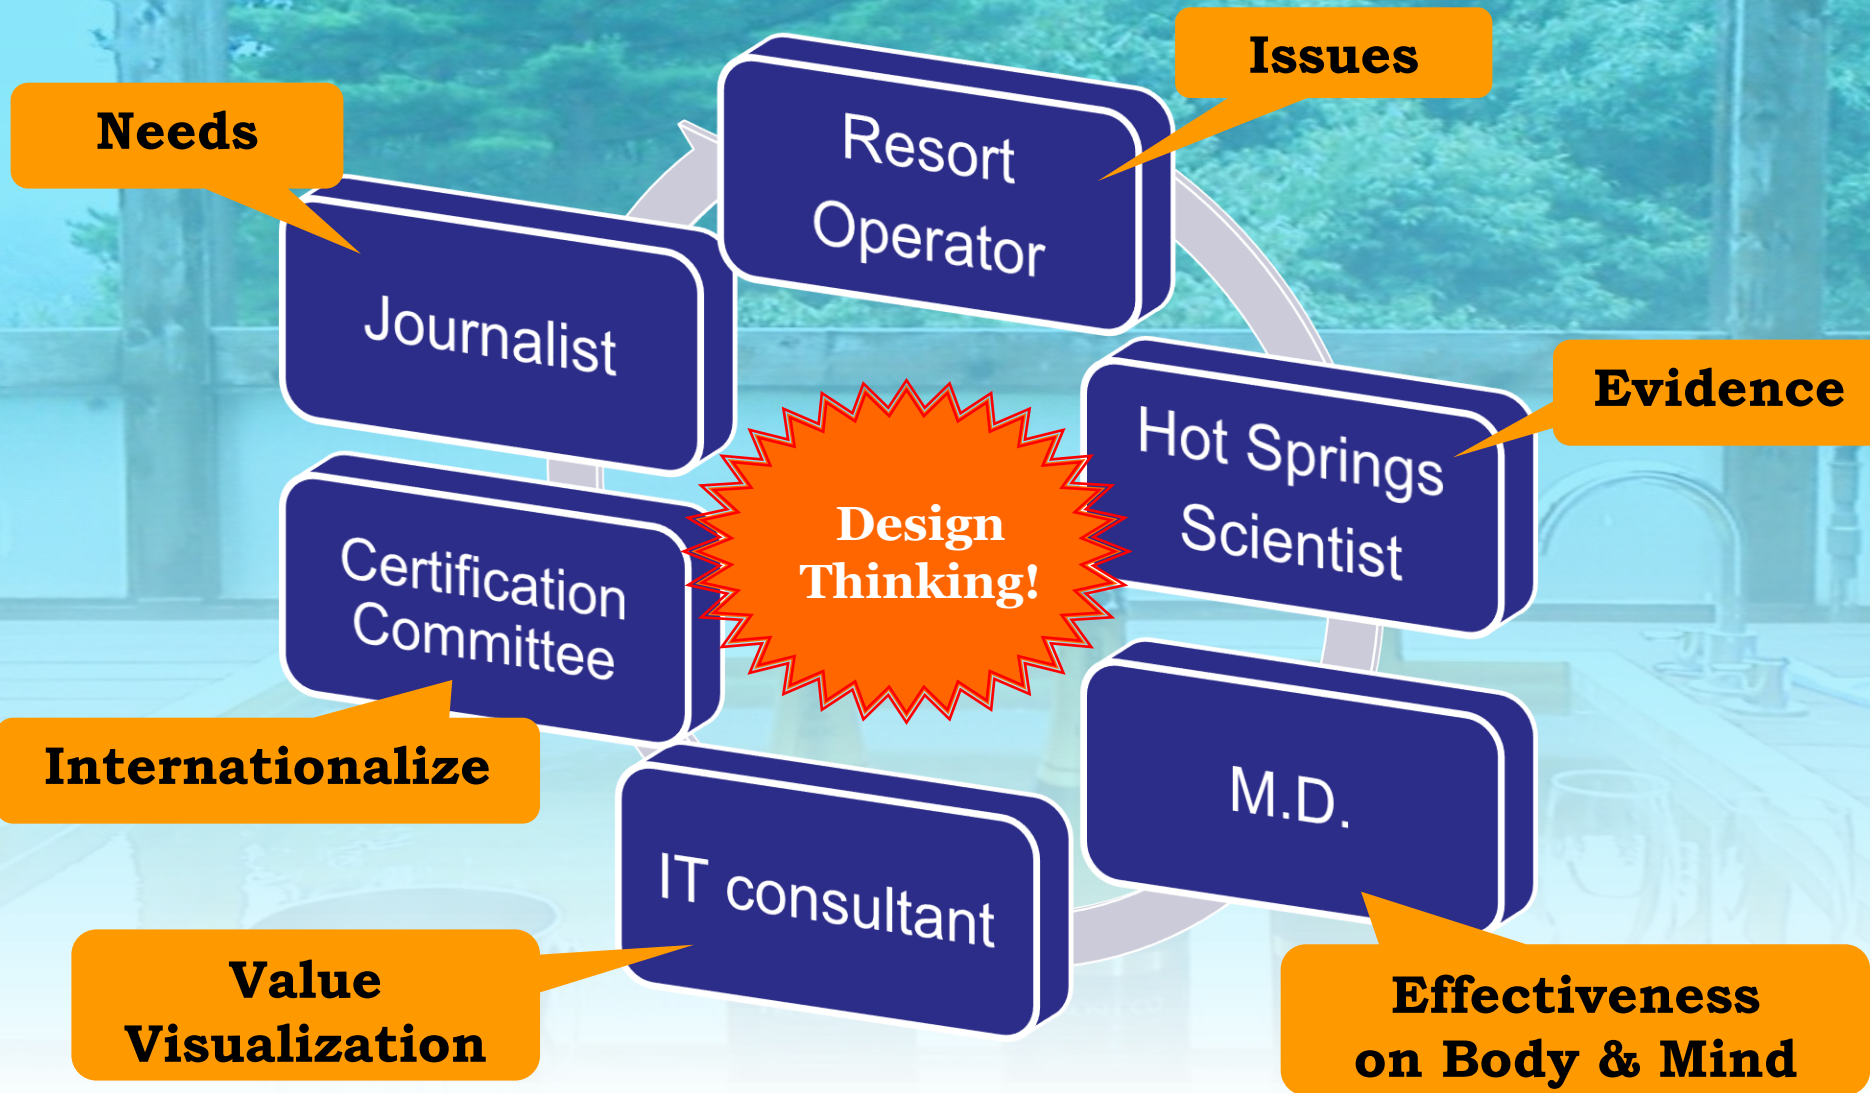 Issues
Needs
Resort
Operator
Journalist
Evidence
Hot Springs
Scientist
Design
Thinking!
Certification
Committee
Internationalize
M.D.
IT consultant
Value
Visualization
Effectiveness
on Body & Mind